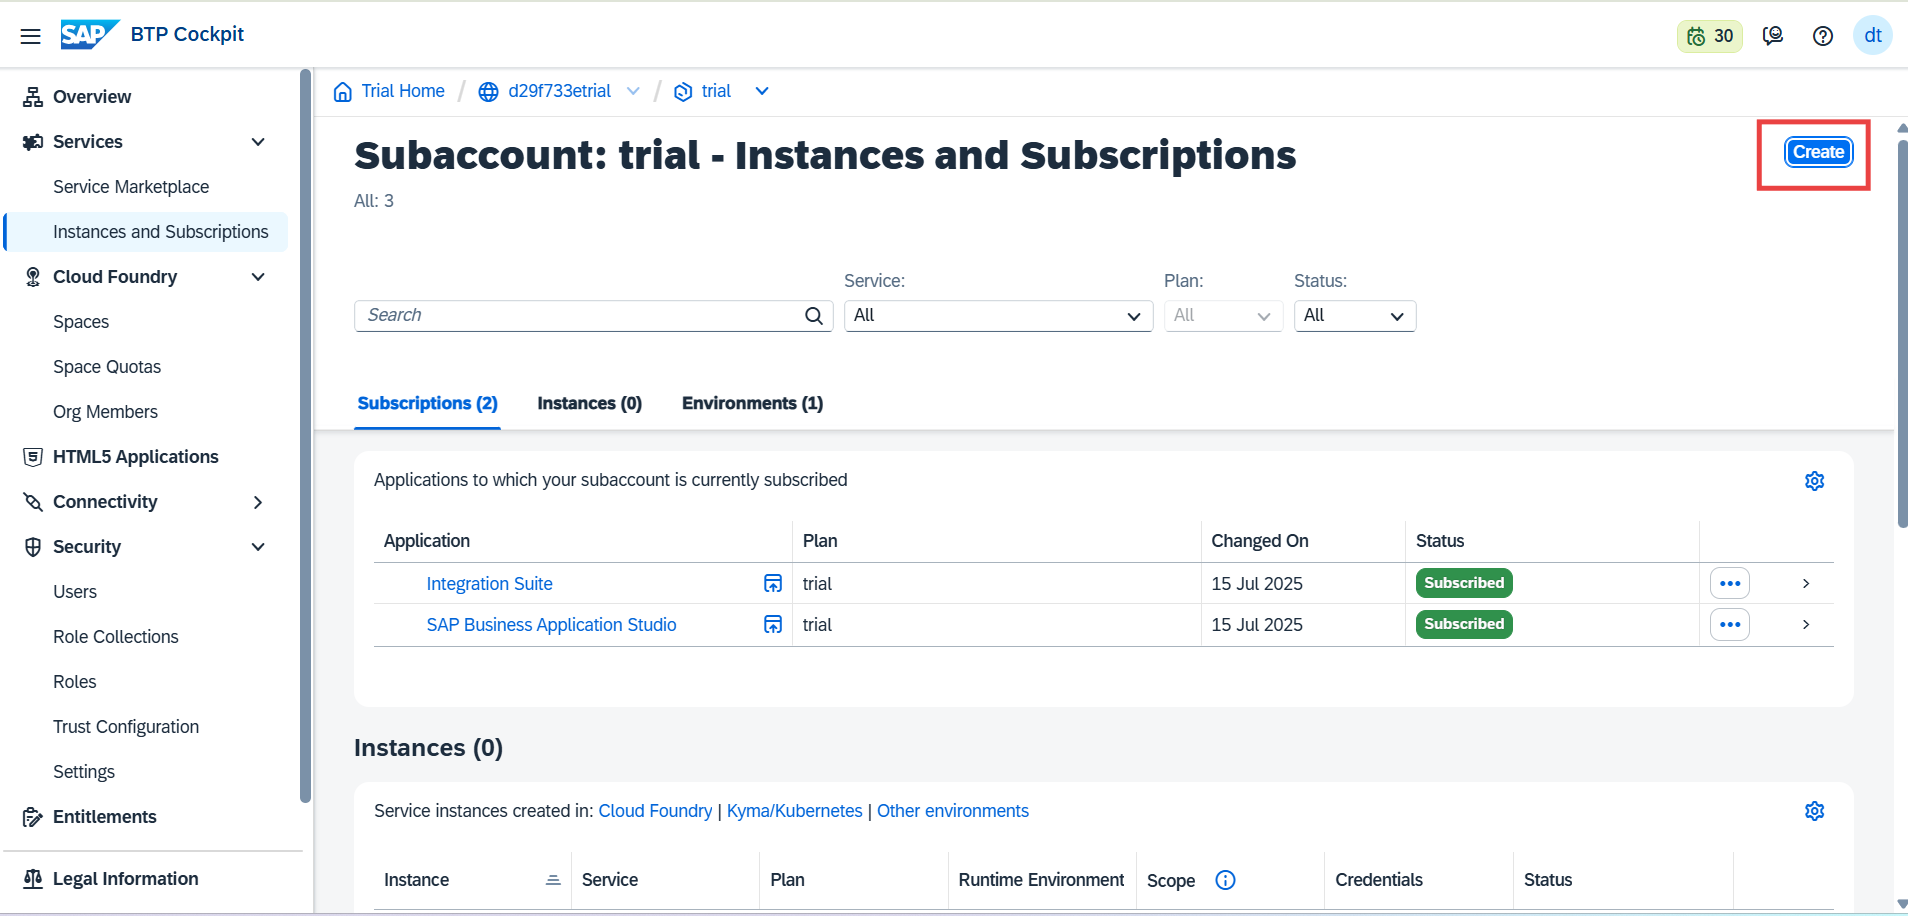 SAP BTP Cockpit
30
dt
Overview
Services
Service Marketplace
Instances and Subscriptions
Cloud Foundry
Spaces
Space Quotas
Org Members
HTML5 Applications
Connectivity
Security
Users
Role Collections
Roles
Trust Configuration
Settings
Entitlements
Legal Information
Trial Home / d29f733etrial / trial
Subaccount: trial - Instances and Subscriptions
Create
All: 3
Service: Plan: Status:
Search All All All
Subscriptions (2) Instances (0) Environments (1)
Applications to which your subaccount is currently subscribed
Application Plan Changed On Status
Integration Suite trial 15 Jul 2025 Subscribed
SAP Business Application Studio trial 15 Jul 2025 Subscribed
Instances (0)
Service instances created in: Cloud Foundry | Kyma/Kubernetes | Other environments
Instance Service Plan Runtime Environment Scope Credentials Status